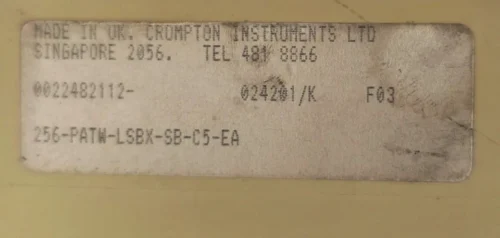 MADE IN UK. CROMPTON INSTRUMENTS LTD
SINGAPORE 2056. TEL 481 8866
0022482112- 024201/K F03
256-PATW-LSBX-SB-C5-EA